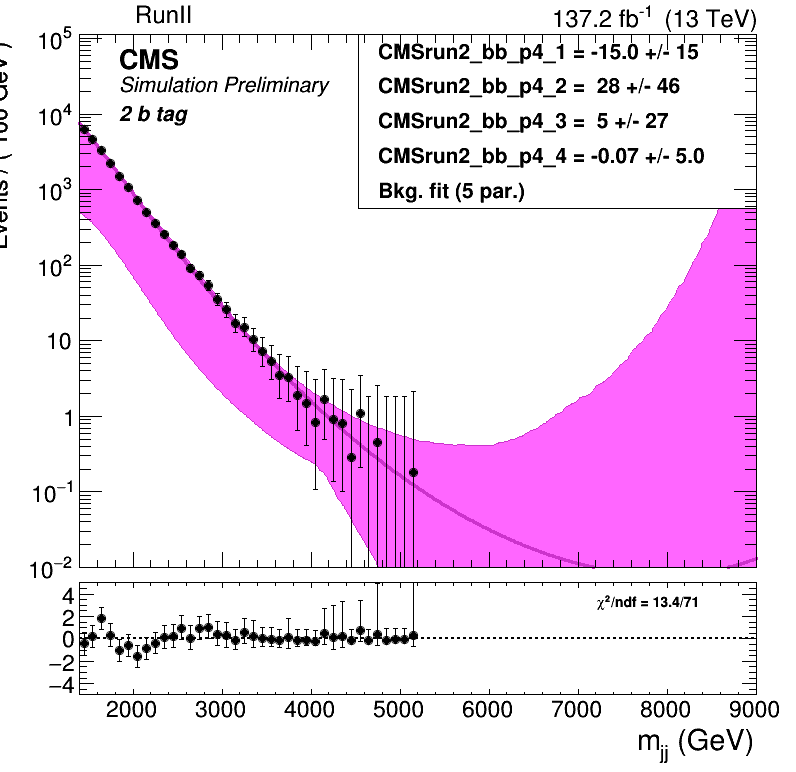 RunII
137.2 fb⁻¹ (13 TeV)
CMS
Simulation Preliminary
2 b tag
CMSrun2_bb_p4_1 = -15.0 +/- 15
CMSrun2_bb_p4_2 = 28 +/- 46
CMSrun2_bb_p4_3 = 5 +/- 27
CMSrun2_bb_p4_4 = -0.07 +/- 5.0
Bkg. fit (5 par.)
10⁵
10⁴
10³
10²
10
1
10⁻¹
10⁻²
χ²/ndf = 13.4/71
4
2
0
−2
−4
2000 3000 4000 5000 6000 7000 8000 9000
m_jj (GeV)